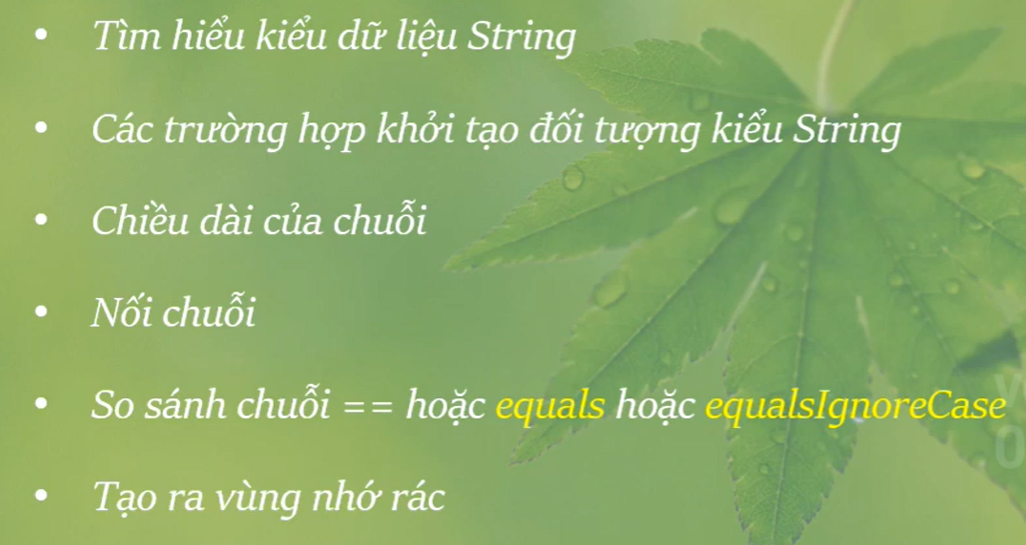 • Tìm hiểu kiểu dữ liệu String
• Các trường hợp khởi tạo đối tượng kiểu String
• Chiều dài của chuỗi
• Nối chuỗi
• So sánh chuỗi == hoặc equals hoặc equalsIgnoreCase
• Tạo ra vùng nhớ rác